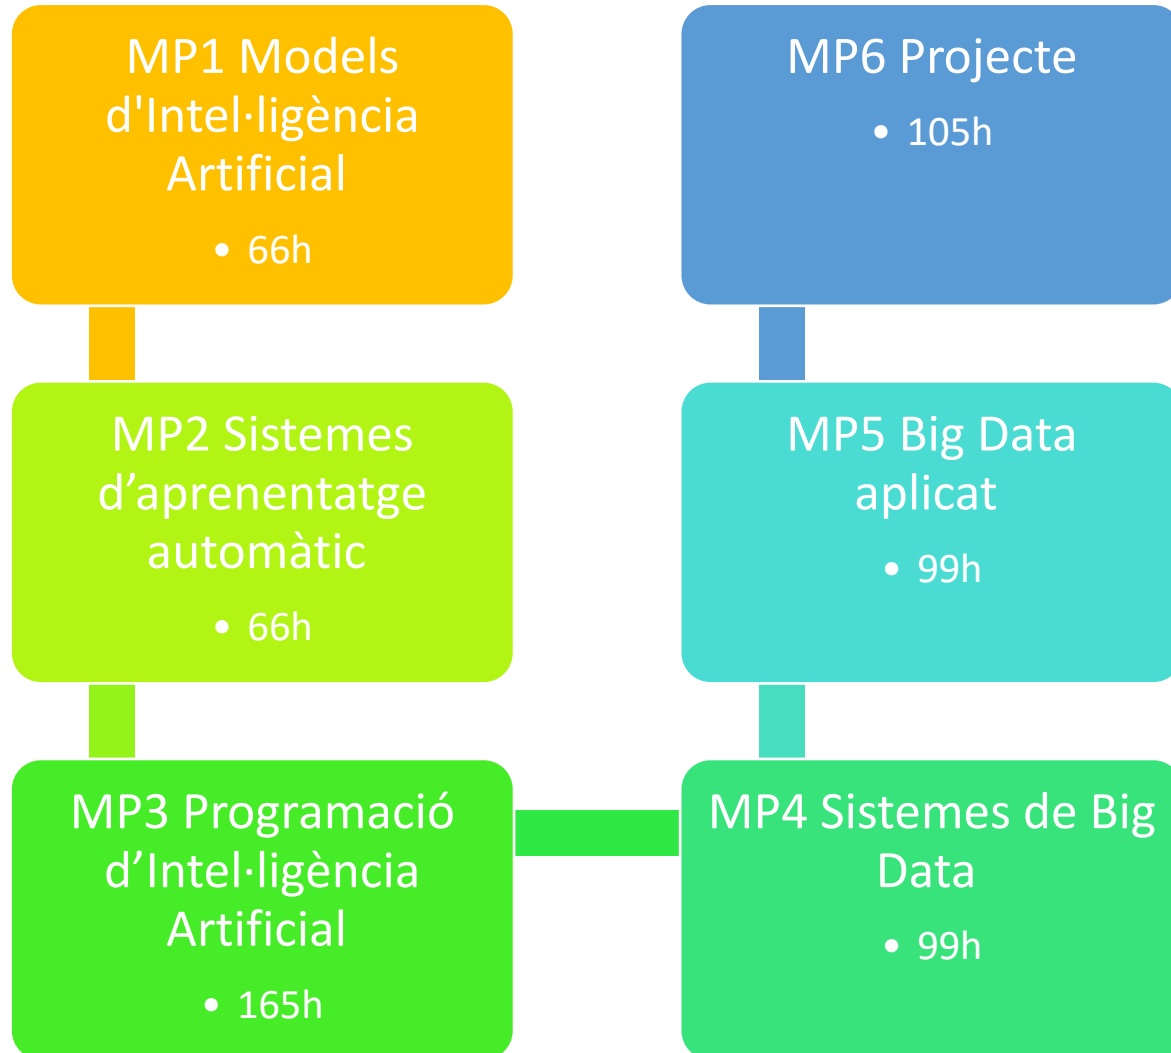 MP1 Models
d'Intel·ligència
Artificial
• 66h
MP2 Sistemes
d’aprenentatge
automàtic
• 66h
MP3 Programació
d’Intel·ligència
Artificial
• 165h
MP4 Sistemes de Big
Data
• 99h
MP5 Big Data
aplicat
• 99h
MP6 Projecte
• 105h